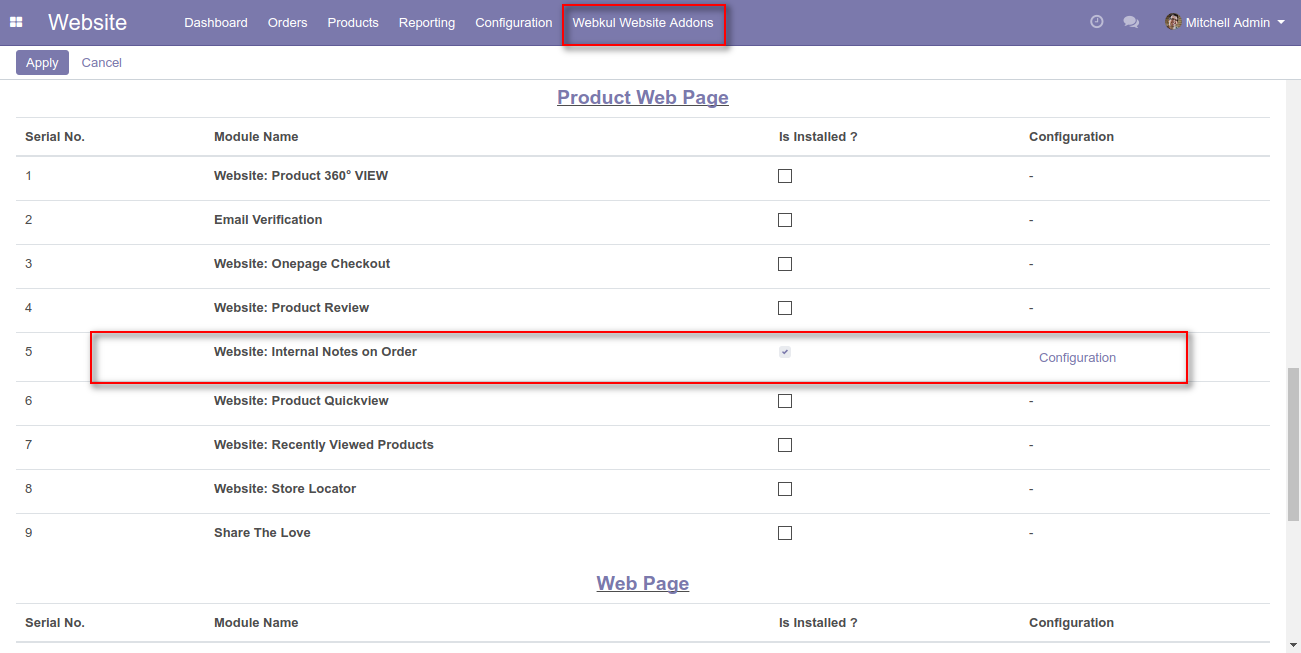 Website Dashboard Orders Products Reporting Configuration Webkul Website Addons Mitchell Admin
Apply Cancel
Product Web Page
Serial No. Module Name Is Installed ? Configuration
1 Website: Product 360° VIEW -
2 Email Verification -
3 Website: Onepage Checkout -
4 Website: Product Review -
5 Website: Internal Notes on Order Configuration
6 Website: Product Quickview -
7 Website: Recently Viewed Products -
8 Website: Store Locator -
9 Share The Love -
Web Page
Serial No. Module Name Is Installed ? Configuration